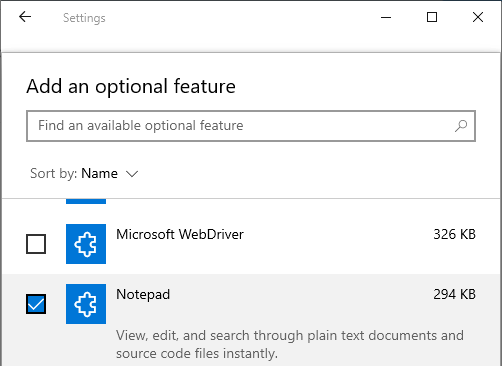 Settings
Add an optional feature
Find an available optional feature
Sort by: Name
Microsoft WebDriver 326 KB
Notepad 294 KB
View, edit, and search through plain text documents and
source code files instantly.